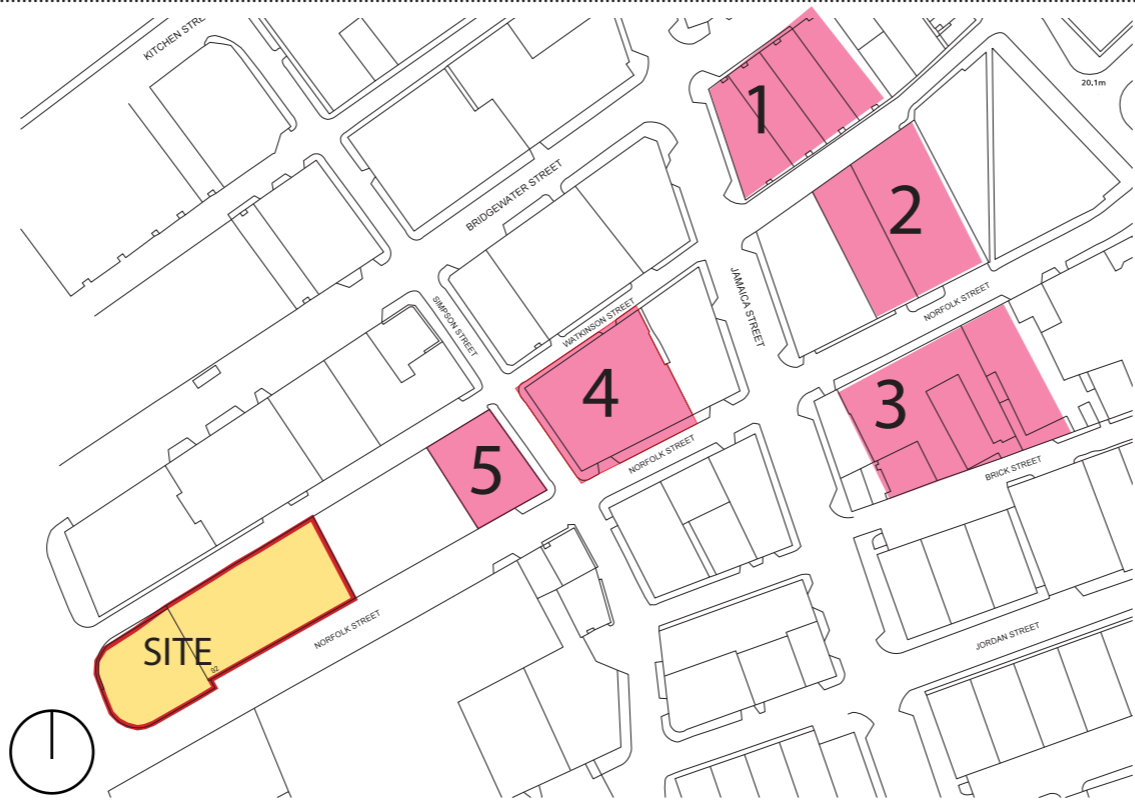 KITCHEN STRE
1
20.1m
BRIDGEWATER STREET
2
JAMAICA STREET
SIMPSON STREET
WATKINSON STREET
NORFOLK STREET
4
3
NORFOLK STREET
BRICK STREET
5
NORFOLK STREET
JORDAN STREET
SITE
92